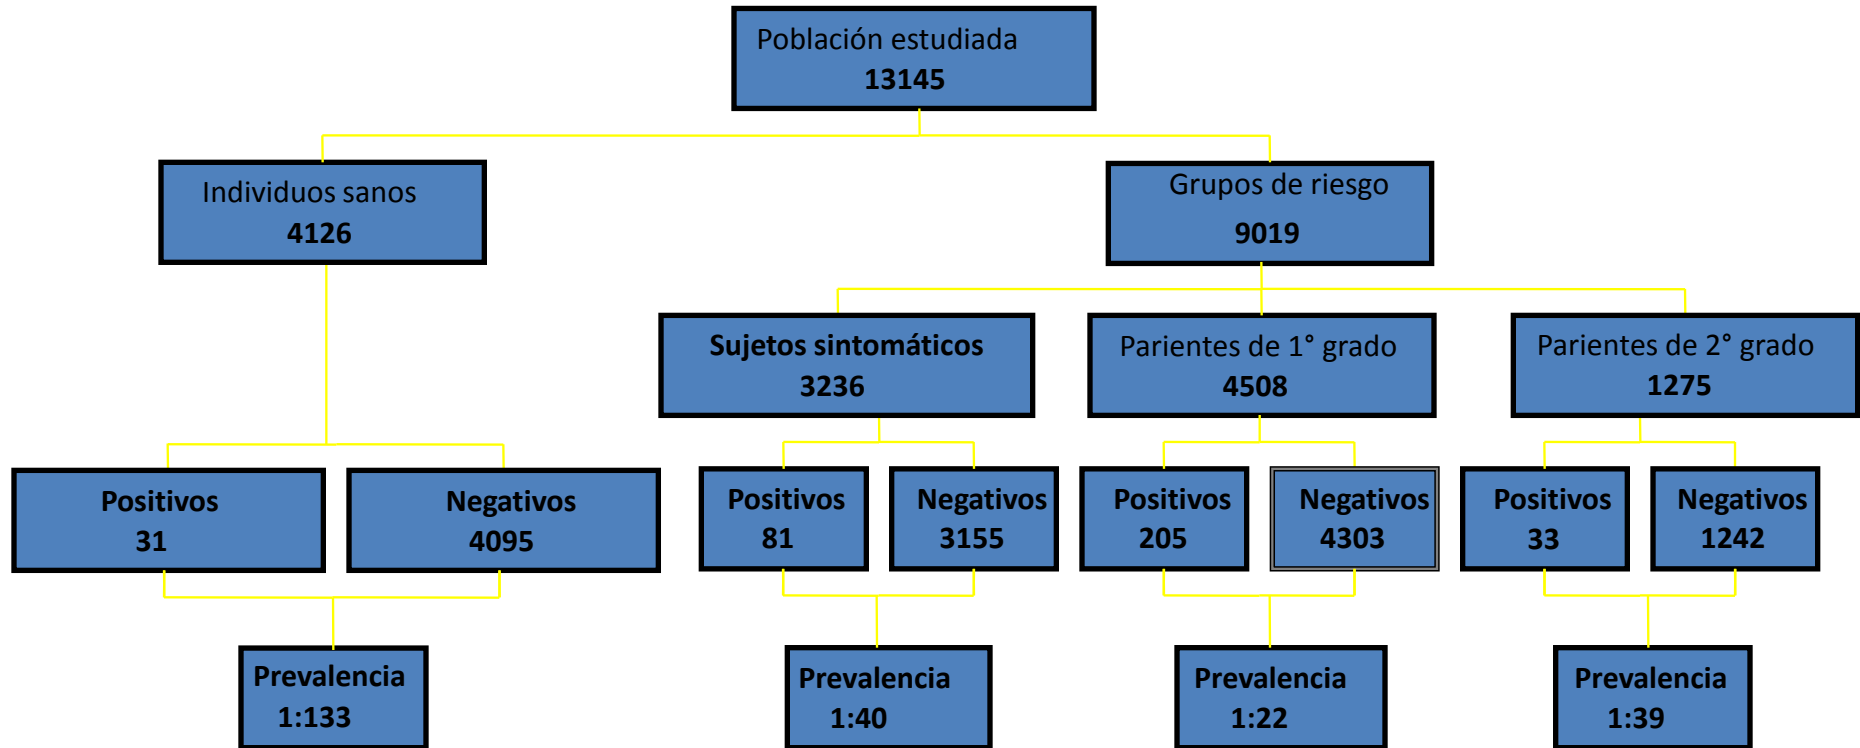 Población estudiada
13145
Individuos sanos
4126
Grupos de riesgo
9019
Sujetos sintomáticos
3236
Parientes de 1° grado
4508
Parientes de 2° grado
1275
Positivos
31
Negativos
4095
Positivos
81
Negativos
3155
Positivos
205
Negativos
4303
Positivos
33
Negativos
1242
Prevalencia
1:133
Prevalencia
1:40
Prevalencia
1:22
Prevalencia
1:39